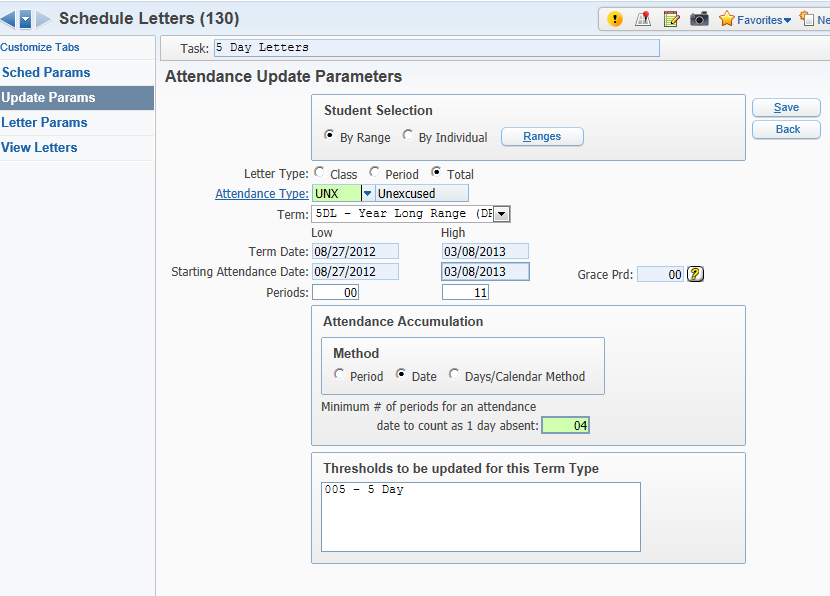 Schedule Letters (130)
Favorites
Ne
Customize Tabs
Sched Params
Update Params
Letter Params
View Letters
Task: 5 Day Letters
Attendance Update Parameters
Student Selection
By Range By Individual Ranges
Save
Back
Letter Type: Class Period Total
Attendance Type: UNX Unexcused
Term: 5DL - Year Long Range (DF
Low High
Term Date: 08/27/2012 03/08/2013
Starting Attendance Date: 08/27/2012 03/08/2013 Grace Prd: 00 ?
Periods: 00 11
Attendance Accumulation
Method
Period Date Days/Calendar Method
Minimum # of periods for an attendance
date to count as 1 day absent: 04
Thresholds to be updated for this Term Type
005 - 5 Day